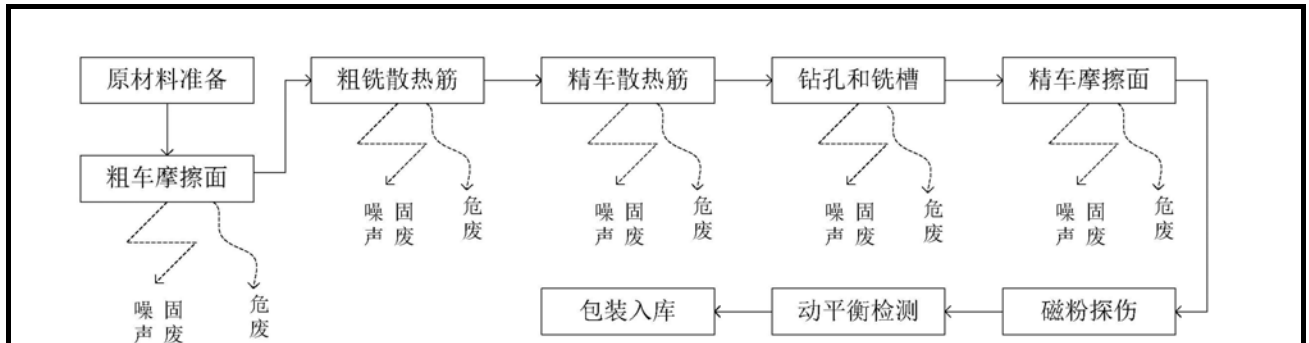 原材料准备
粗车摩擦面
噪声
固废
危废
粗铣散热筋
噪声
固废
危废
精车散热筋
噪声
固废
危废
钻孔和铣槽
噪声
固废
危废
精车摩擦面
噪声
固废
危废
磁粉探伤
动平衡检测
包装入库